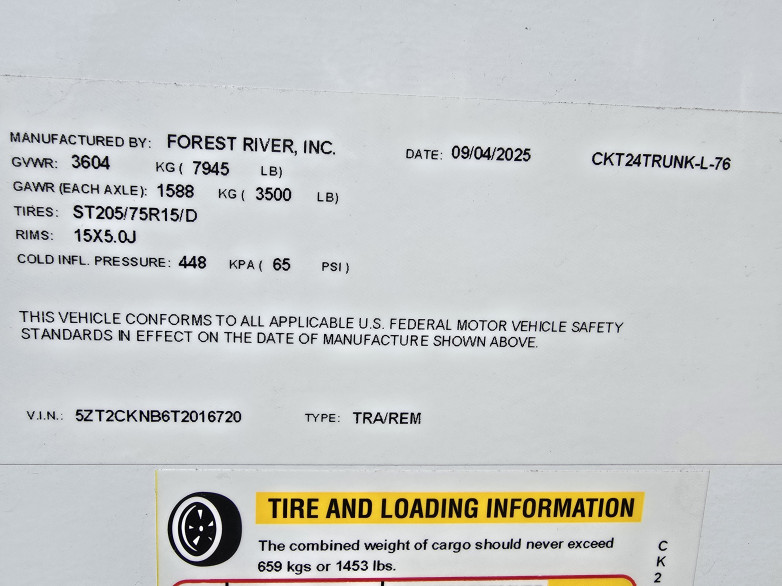 MANUFACTURED BY: FOREST RIVER, INC. DATE: 09/04/2025 CKT24TRUNK-L-76
GVWR: 3604 KG ( 7945 LB)
GAWR (EACH AXLE): 1588 KG ( 3500 LB)
TIRES: ST205/75R15/D
RIMS: 15X5.0J
COLD INFL. PRESSURE: 448 KPA ( 65 PSI )
THIS VEHICLE CONFORMS TO ALL APPLICABLE U.S. FEDERAL MOTOR VEHICLE SAFETY
STANDARDS IN EFFECT ON THE DATE OF MANUFACTURE SHOWN ABOVE.
V.I.N.: 5ZT2CKNB6T2016720 TYPE: TRA/REM
TIRE AND LOADING INFORMATION
The combined weight of cargo should never exceed
659 kgs or 1453 lbs.
CK2